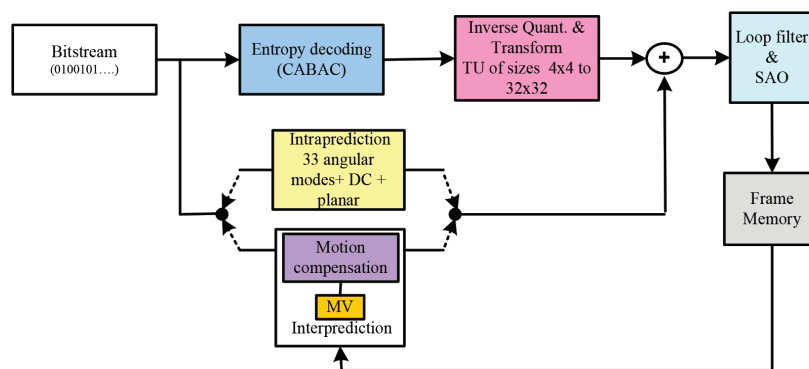 Bitstream
(0100101….)
Entropy decoding
(CABAC)
Inverse Quant. &
Transform
TU of sizes 4x4 to
32x32
+
Loop filter
&
SAO
Intraprediction
33 angular
modes+ DC +
planar
Frame
Memory
Motion
compensation
MV
Interprediction